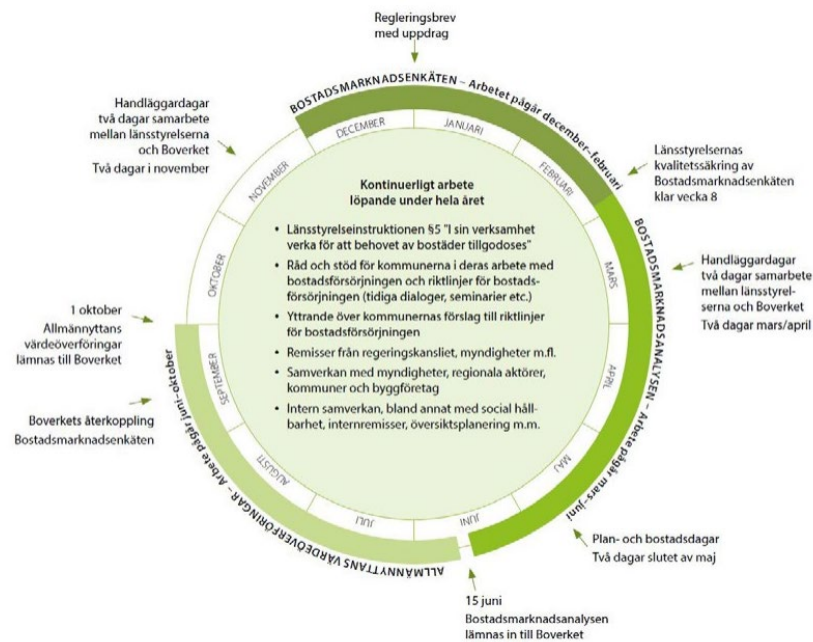 Regleringsbrev
med uppdrag
BOSTADSMARKNADSENKÄTEN – Arbetet pågår december–februari
Handläggardagar
två dagar samarbete
mellan länsstyrelserna
och Boverket
Två dagar i november
DECEMBER
JANUARI
NOVEMBER
FEBRUARI
Länsstyrelsernas
kvalitetssäkring av
Bostadsmarknadsenkäten
klar vecka 8
Kontinuerligt arbete
löpande under hela året
• Länsstyrelseinstruktionen §5 "I sin verksamhet
verka för att behovet av bostäder tillgodoses"
• Råd och stöd för kommunerna i deras arbete med
bostadsförsörjningen och riktlinjer för bostads-
försörjningen (tidiga dialoger, seminarier etc.)
• Yttrande över kommunernas förslag till riktlinjer
för bostadsförsörjningen
• Remisser från regeringskansliet, myndigheter m.fl.
• Samverkan med myndigheter, regionala aktörer,
kommuner och byggföretag
• Intern samverkan, bland annat med social håll-
barhet, internremisser, översiktsplanering m.m.
OKTOBER
MARS
Handläggardagar
två dagar samarbete
mellan länsstyrel-
serna och Boverket
Två dagar mars/april
BOSTADSMARKNADSANALYSEN – Arbete pågår mars–juni
1 oktober
Allmännyttans
värdeöverföringar
lämnas till Boverket
SEPTEMBER
APRIL
Boverkets återkoppling
Bostadsmarknadsenkäten
AUGUSTI
MAJ
JULI
JUNI
ALLMÄNNYTTANS VÄRDEÖVERFÖRINGAR – Arbete pågår juni–oktober
Plan- och bostadsdagar
Två dagar slutet av maj
15 juni
Bostadsmarknadsanalysen
lämnas in till Boverket